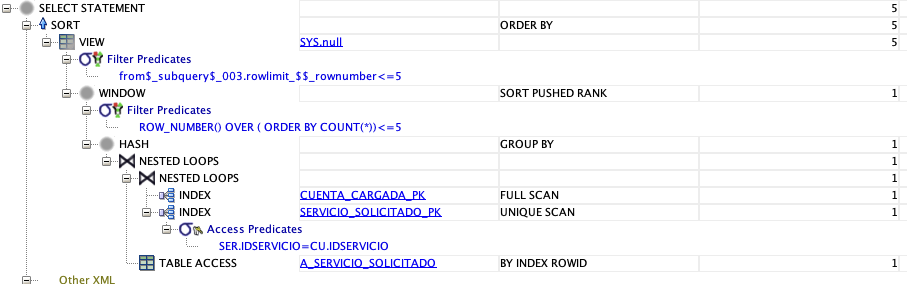 SELECT STATEMENT 5
SORT ORDER BY 5
VIEW SYS.null 5
Filter Predicates
from$_subquery$_003.rowlimit_$$_rownumber<=5
WINDOW SORT PUSHED RANK 1
Filter Predicates
ROW_NUMBER() OVER ( ORDER BY COUNT(*))<=5
HASH GROUP BY 1
NESTED LOOPS 1
NESTED LOOPS 1
INDEX CUENTA_CARGADA_PK FULL SCAN 1
INDEX SERVICIO_SOLICITADO_PK UNIQUE SCAN 1
Access Predicates
SER.IDSERVICIO=CU.IDSERVICIO
TABLE ACCESS A_SERVICIO_SOLICITADO BY INDEX ROWID 1
Other XML